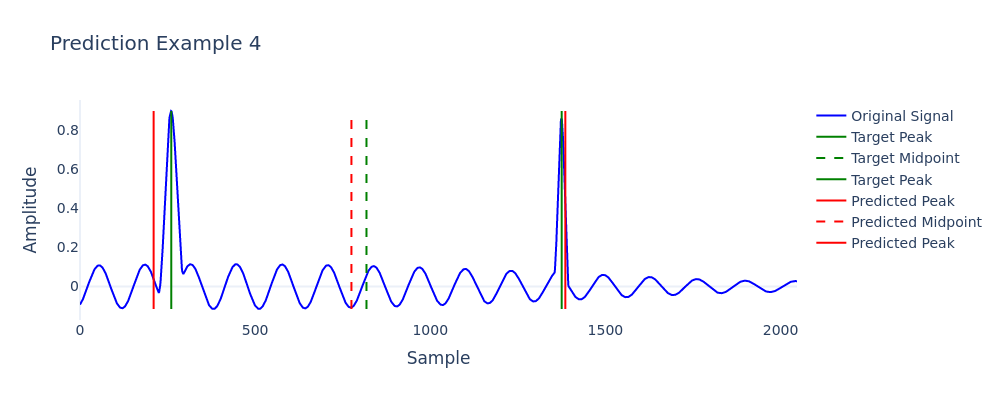 Prediction Example 4
Amplitude
0.8
0.6
0.4
0.2
0
0
500
1000
1500
2000
Sample
Original Signal
Target Peak
Target Midpoint
Target Peak
Predicted Peak
Predicted Midpoint
Predicted Peak